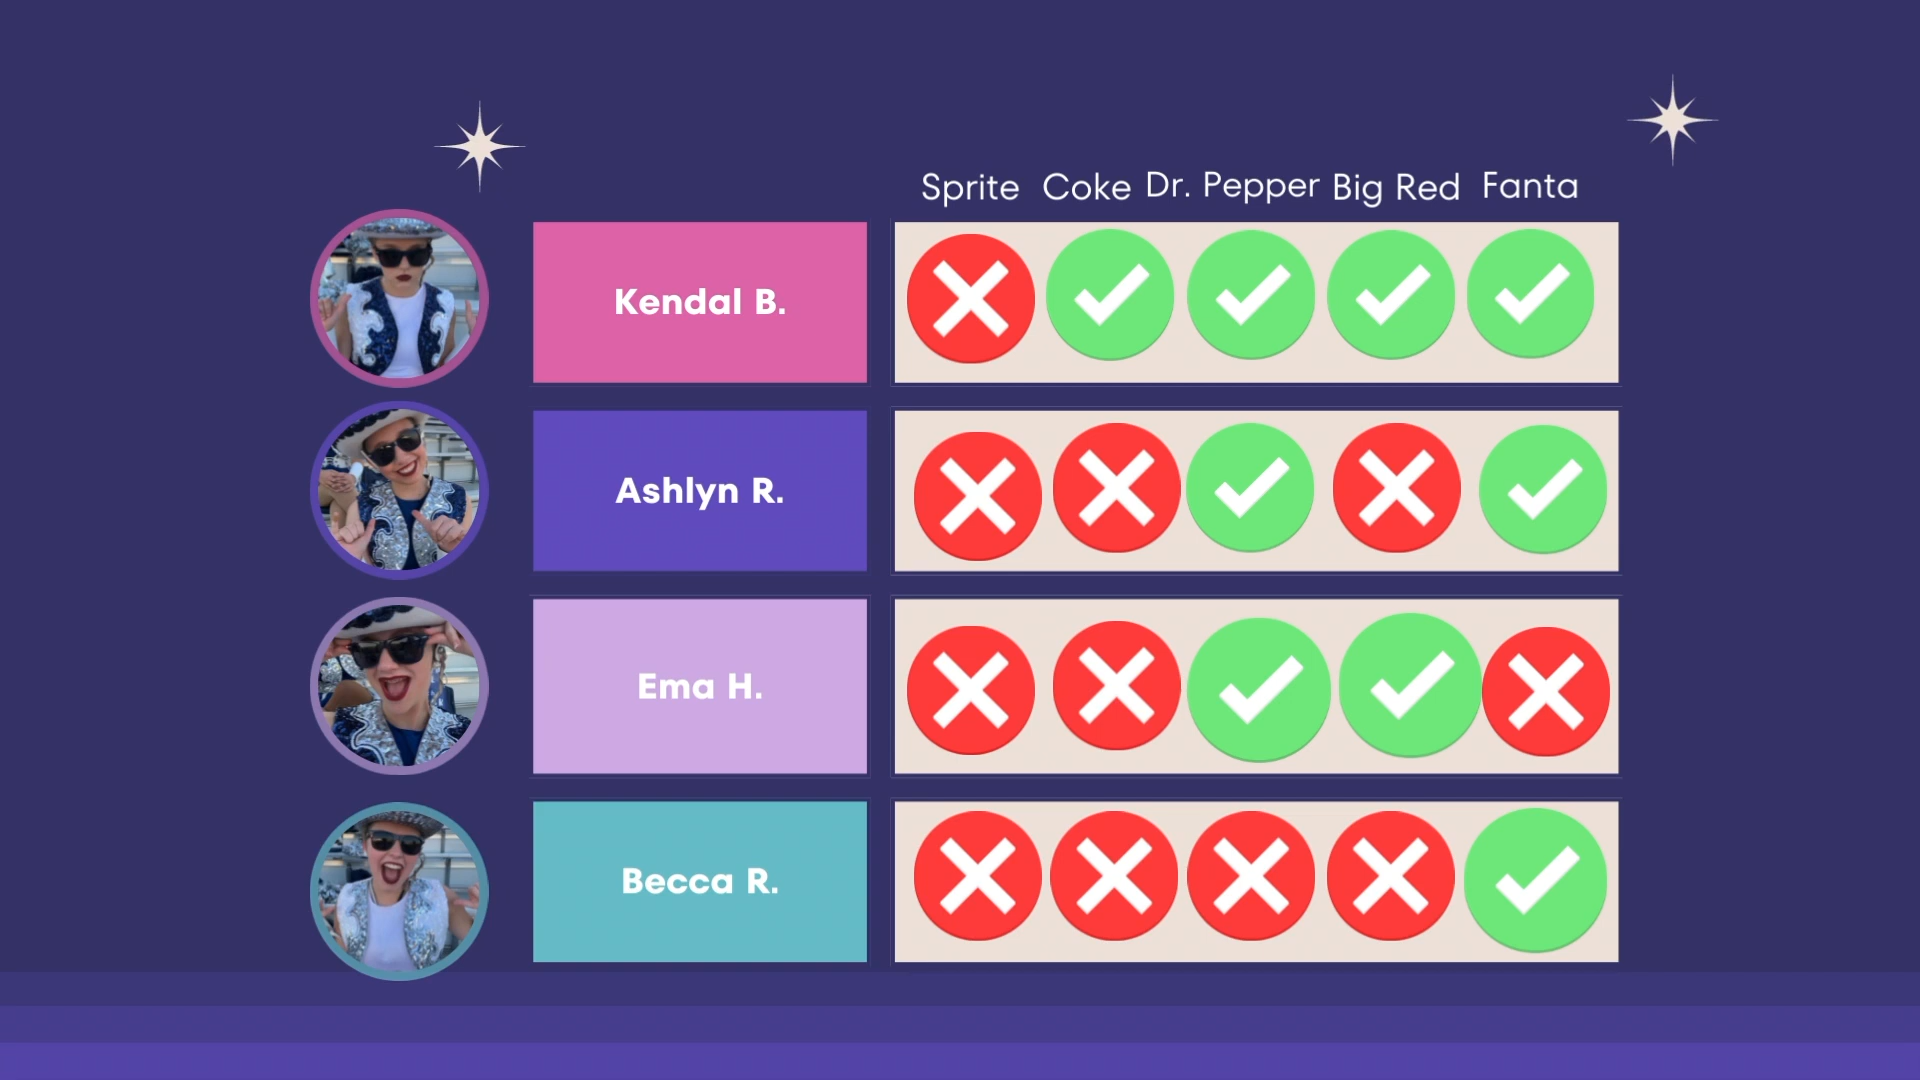 Sprite Coke Dr. Pepper Big Red Fanta
Kendal B.
Ashlyn R.
Ema H.
Becca R.